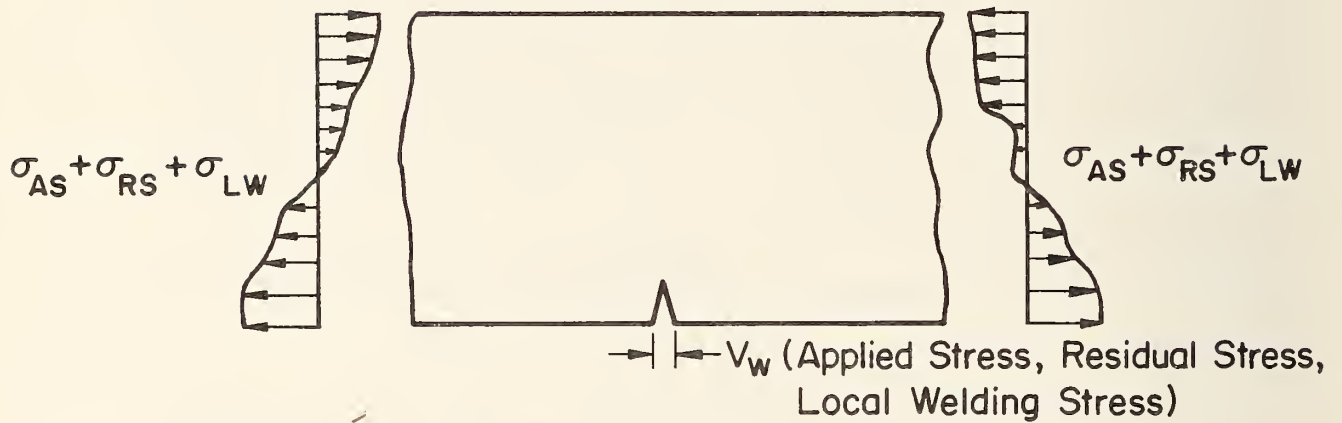 σAS+σRS+σLW
σAS+σRS+σLW
VW (Applied Stress, Residual Stress,
Local Welding Stress)